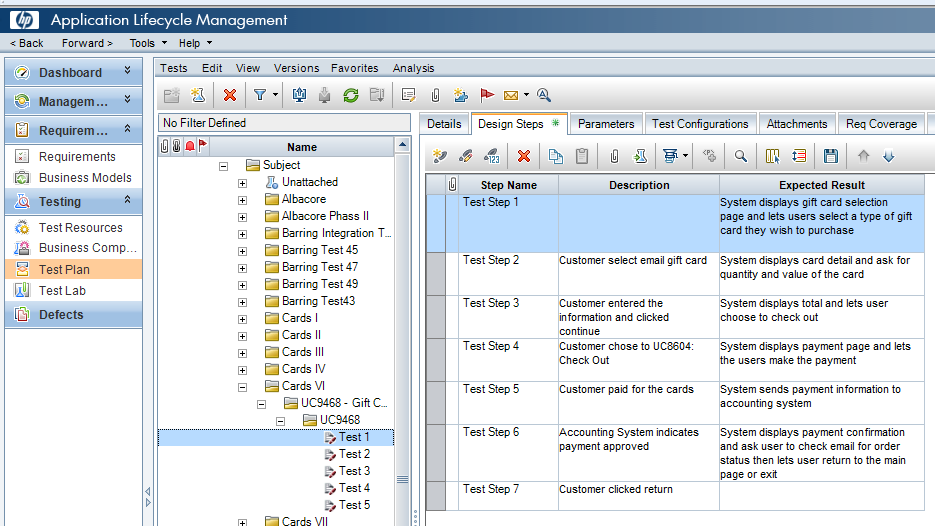 hp Application Lifecycle Management
< Back Forward > Tools Help
Dashboard
Managem ...
Requirem ...
Requirements
Business Models
Testing
Test Resources
Business Comp...
Test Plan
Test Lab
Defects
Tests Edit View Versions Favorites Analysis
No Filter Defined
Name
Subject
Unattached
Albacore
Albacore Phase II
Barring Integration T...
Barring Test 45
Barring Test 47
Barring Test 49
Barring Test43
Cards I
Cards II
Cards III
Cards IV
Cards VI
UC9468 - Gift C...
UC9468
Test 1
Test 2
Test 3
Test 4
Test 5
Cards VII
Details Design Steps * Parameters Test Configurations Attachments Req Coverage
123
Step Name Description Expected Result
Test Step 1 System displays gift card selection
page and lets users select a type of gift
card they wish to purchase
Test Step 2 Customer select email gift card System displays card detail and ask for
quantity and value of the card
Test Step 3 Customer entered the System displays total and lets user
information and clicked choose to check out
continue
Test Step 4 Customer chose to UC8604: System displays payment page and lets
Check Out the users make the payment
Test Step 5 Customer paid for the cards System sends payment information to
accounting system
Test Step 6 Accounting System indicates System displays payment confirmation
payment approved and ask user to check email for order
status then lets user return to the main
page or exit
Test Step 7 Customer clicked return